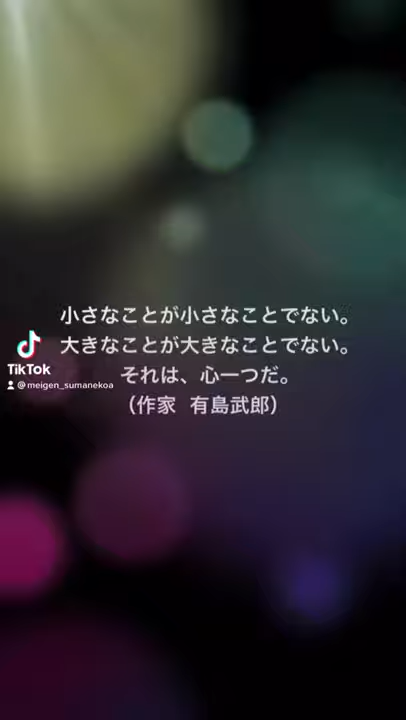 小さなことが小さなことでない。
大きなことが大きなことでない。
それは、心一つだ。
（作家 有島武郎）
TikTok
@meigen_sumanekoa